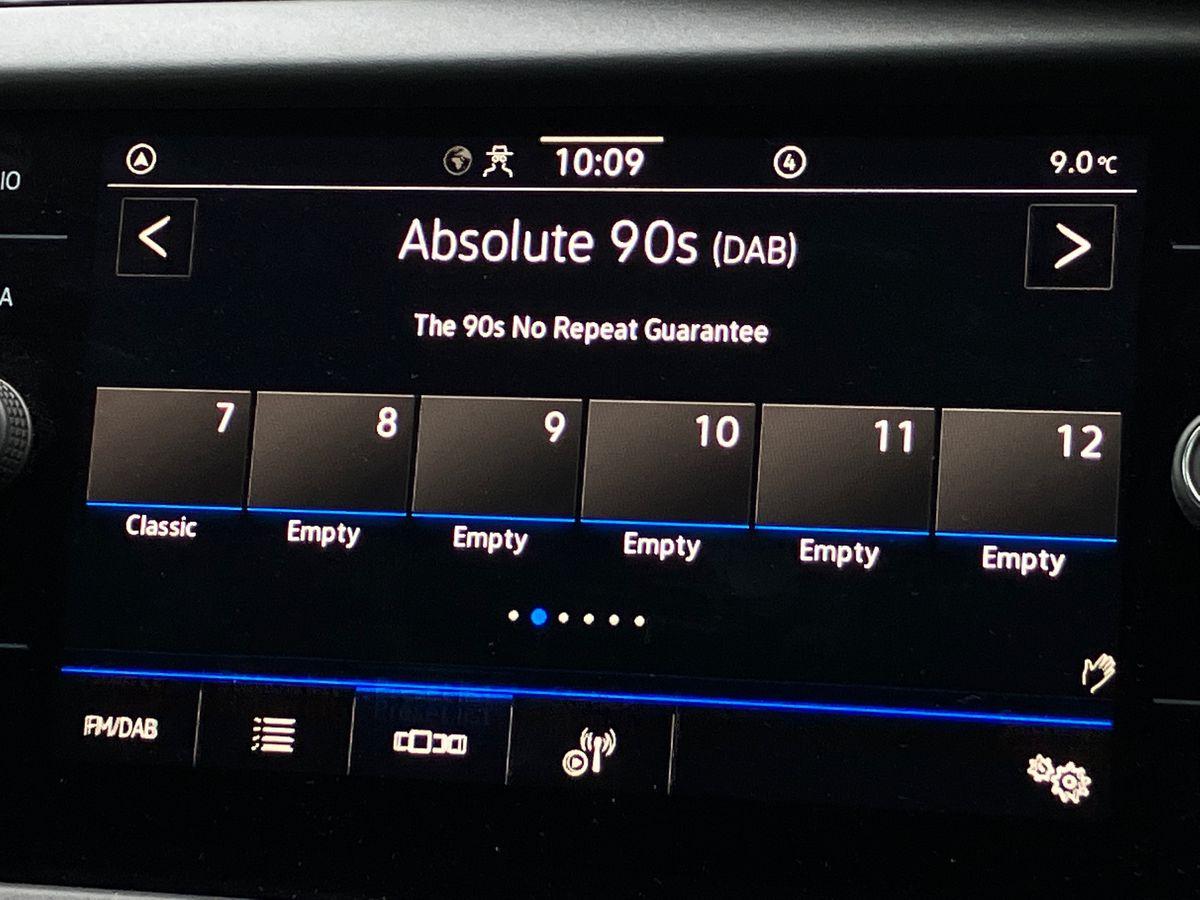 IO
A
10:09
4
9.0°C
<
Absolute 90s (DAB)
>
The 90s No Repeat Guarantee
7 8 9 10 11 12
Classic Empty Empty Empty Empty Empty
FM/DAB